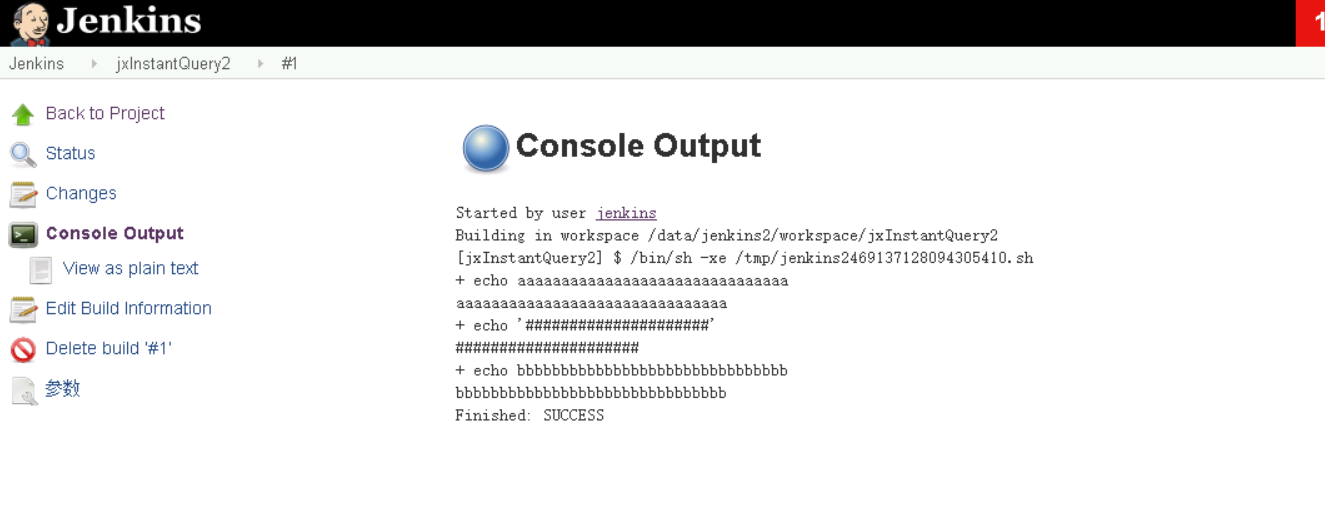 Jenkins
1
Jenkins jxInstantQuery2 #1
Back to Project
Status
Changes
Console Output
View as plain text
Edit Build Information
Delete build '#1'
参数
Console Output
Started by user jenkins
Building in workspace /data/jenkins2/workspace/jxInstantQuery2
[jxInstantQuery2] $ /bin/sh -xe /tmp/jenkins2469137128094305410.sh
+ echo aaaaaaaaaaaaaaaaaaaaaaaaaaaaaaa
aaaaaaaaaaaaaaaaaaaaaaaaaaaaaaa
+ echo '#####################'
#####################
+ echo bbbbbbbbbbbbbbbbbbbbbbbbbbbbbbb
bbbbbbbbbbbbbbbbbbbbbbbbbbbbbbb
Finished: SUCCESS